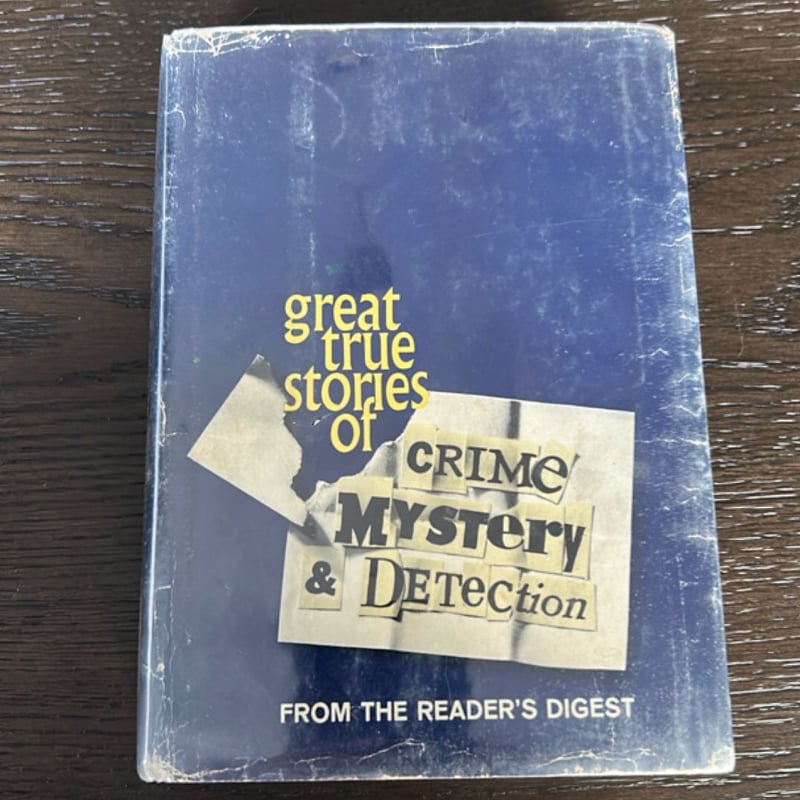 great
true
stories
of
CRIMe
MYSTery
& DETecTion
FROM THE READER'S DIGEST